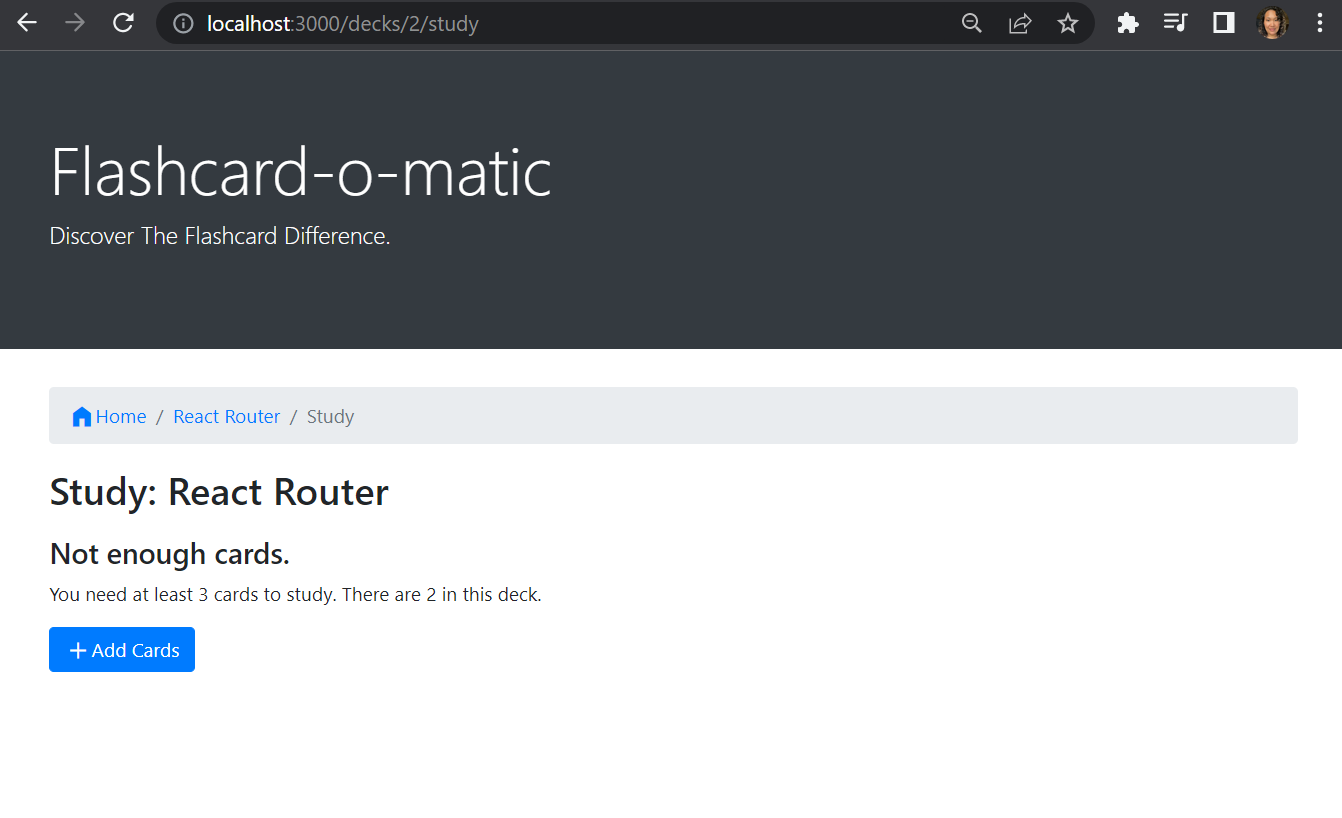 localhost:3000/decks/2/study
Flashcard-o-matic
Discover The Flashcard Difference.
Home / React Router / Study
Study: React Router
Not enough cards.
You need at least 3 cards to study. There are 2 in this deck.
+ Add Cards